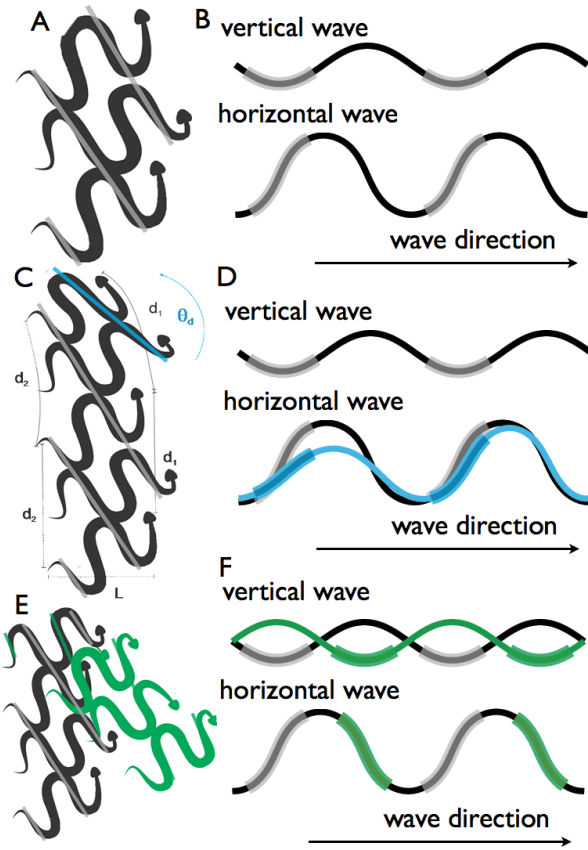 A
B
vertical wave
horizontal wave
wave direction
C
d₁
θd
d₂
d₁
d₂
L
D
vertical wave
horizontal wave
wave direction
E
F
vertical wave
horizontal wave
wave direction